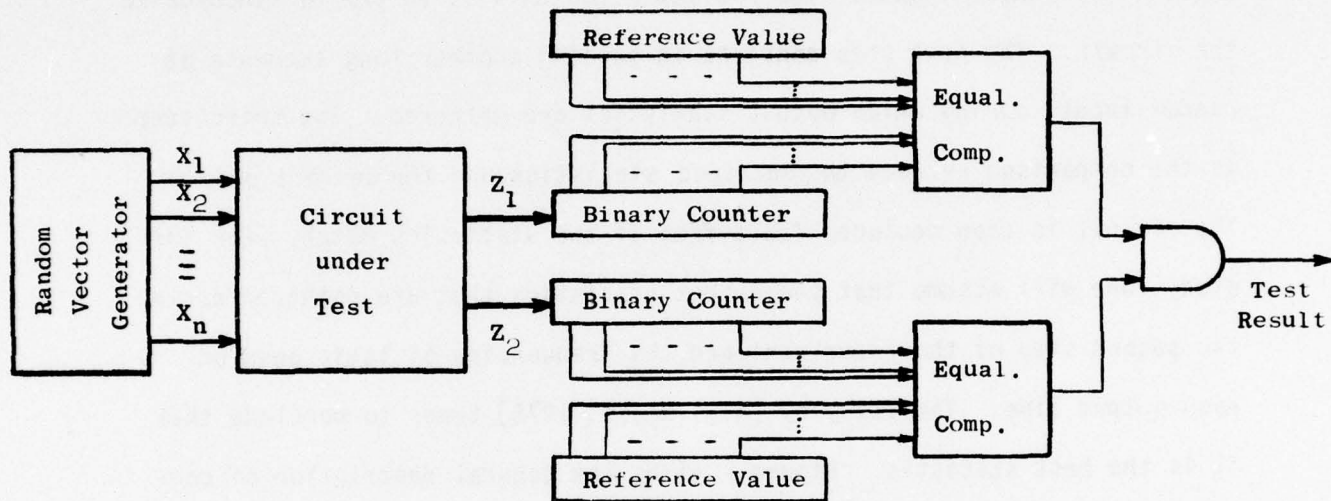 Reference Value
Equal.
Comp.
Random
Vector
Generator
X1
X2
Xn
Circuit
under
Test
Z1
Binary Counter
Binary Counter
Z2
Test
Result
Equal.
Comp.
Reference Value